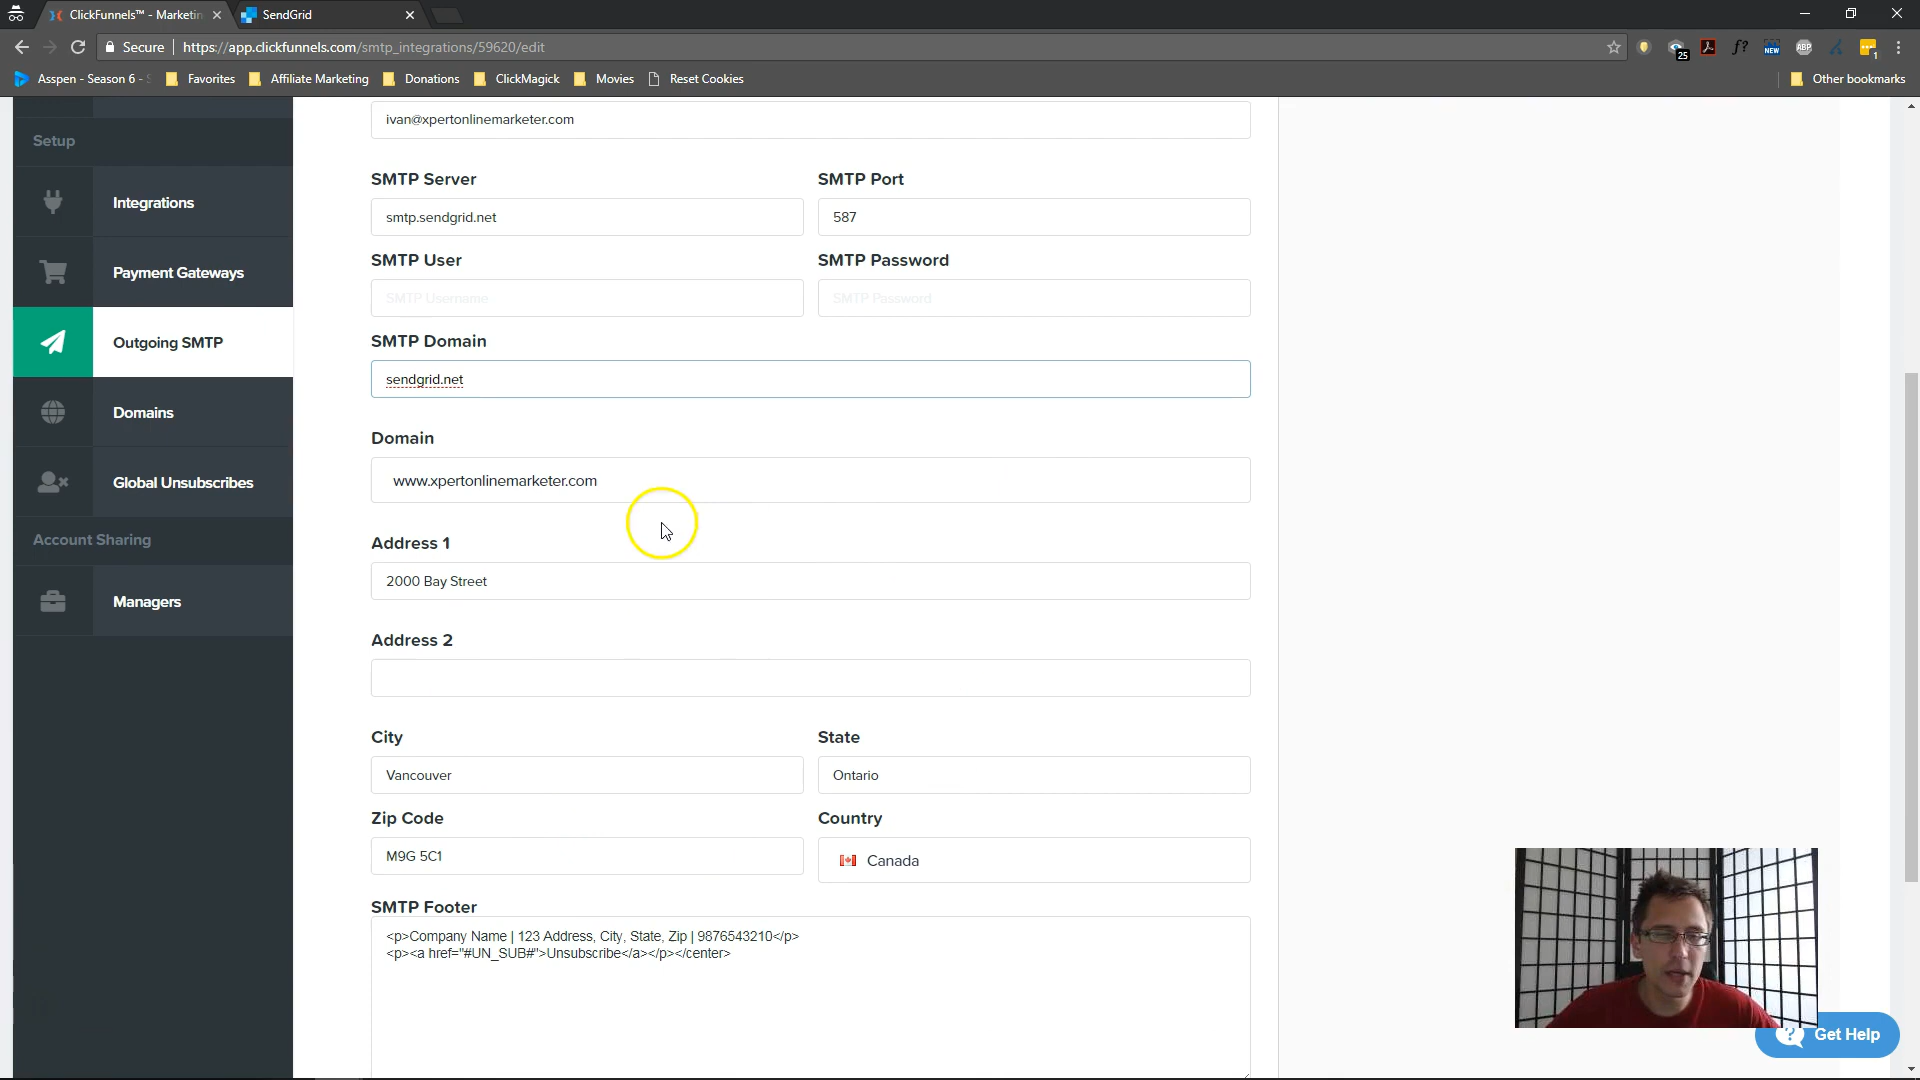 ClickFunnels™ - Marketin
SendGrid
Secure
https://app.clickfunnels.com/smtp_integrations/59620/edit
25
f?
NEW
ABP
1
Asspen - Season 6 -
Favorites
Affiliate Marketing
Donations
ClickMagick
Movies
Reset Cookies
Other bookmarks
Setup
Integrations
Payment Gateways
Outgoing SMTP
Domains
Global Unsubscribes
Account Sharing
Managers
ivan@xpertonlinemarketer.com
SMTP Server
SMTP Port
smtp.sendgrid.net
587
SMTP User
SMTP Password
SMTP Username
SMTP Password
SMTP Domain
sendgrid.net
Domain
www.xpertonlinemarketer.com
Address 1
2000 Bay Street
Address 2
City
State
Vancouver
Ontario
Zip Code
Country
M9G 5C1
Canada
SMTP Footer
<p>Company Name | 123 Address, City, State, Zip | 9876543210</p>
<p><a href="#UN_SUB#">Unsubscribe</a></p></center>
? Get Help